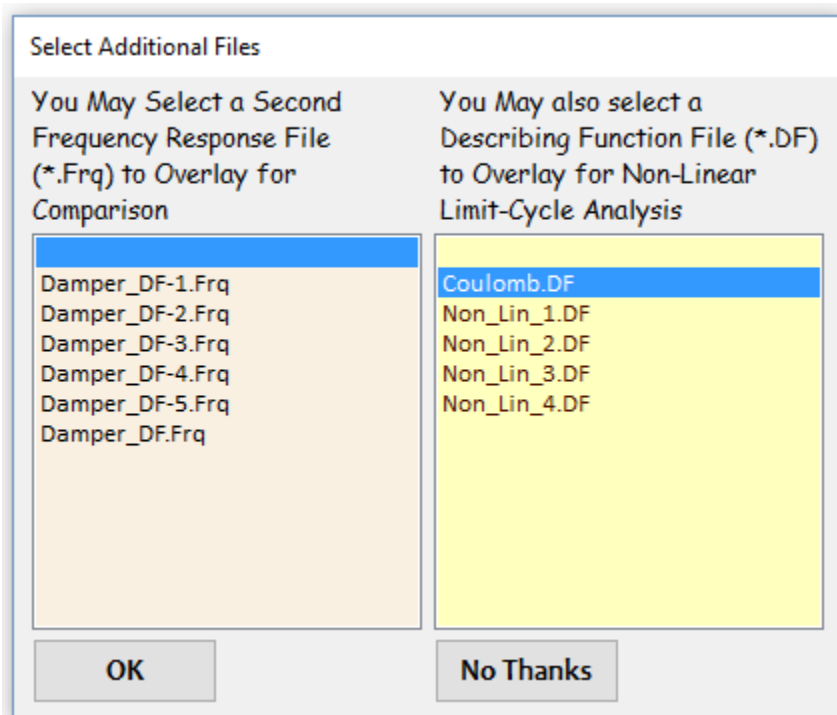 Select Additional Files
You May Select a Second
Frequency Response File
(*.Frq) to Overlay for
Comparison
Damper_DF-1.Frq
Damper_DF-2.Frq
Damper_DF-3.Frq
Damper_DF-4.Frq
Damper_DF-5.Frq
Damper_DF.Frq
OK
You May also select a
Describing Function File (*.DF)
to Overlay for Non-Linear
Limit-Cycle Analysis
Coulomb.DF
Non_Lin_1.DF
Non_Lin_2.DF
Non_Lin_3.DF
Non_Lin_4.DF
No Thanks